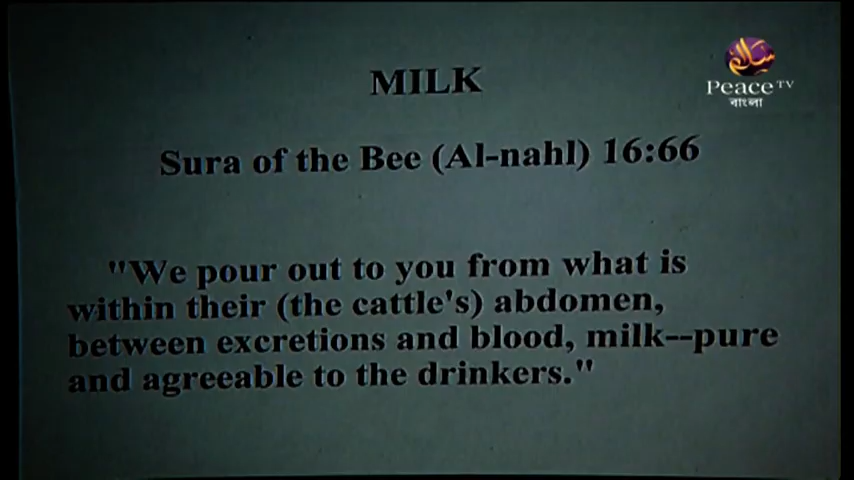 MILK
سلام
Peace TV
বাংলা
Sura of the Bee (Al-nahl) 16:66
"We pour out to you from what is
within their (the cattle's) abdomen,
between excretions and blood, milk--pure
and agreeable to the drinkers."